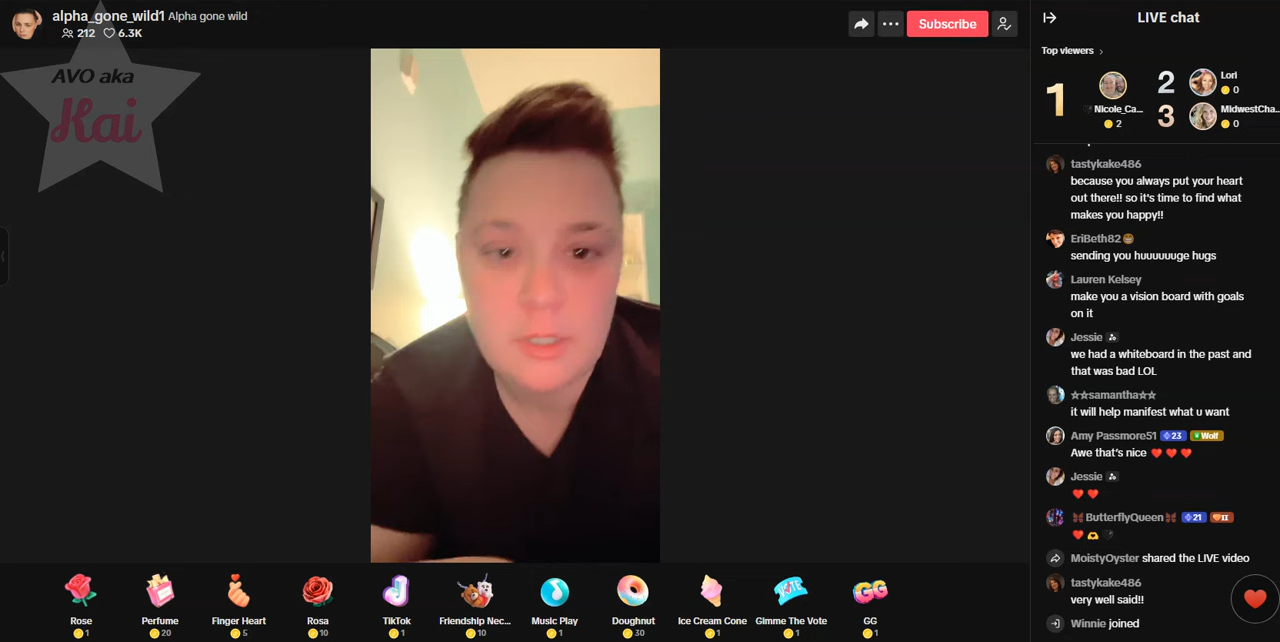 alpha_gone_wild1 Alpha gone wild
212 6.3K
Subscribe
AVO aka
Kai
LIVE chat
Top viewers >
1
Nicole_Ca...
2
2
Lori
0
3
MidwestCha...
0
tastykake486
because you always put your heart
out there!! so it's time to find what
makes you happy!!
EriBeth82
sending you huuuuuuge hugs
Lauren Kelsey
make you a vision board with goals
on it
Jessie
we had a whiteboard in the past and
that was bad LOL
☆☆samantha☆☆
it will help manifest what u want
Amy Passmore51 23 Wolf
Awe that's nice ❤️ ❤️ ❤️
Jessie
❤️ ❤️
🦋ButterflyQueen🦋 21 II
❤️ 🫶 🖤
MoistyOyster shared the LIVE video
tastykake486
very well said!!
Winnie joined
Rose
1
Perfume
20
Finger Heart
5
Rosa
10
TikTok
1
Friendship Nec...
10
Music Play
1
Doughnut
30
Ice Cream Cone
1
VOTE
Gimme The Vote
1
GG
GG
1